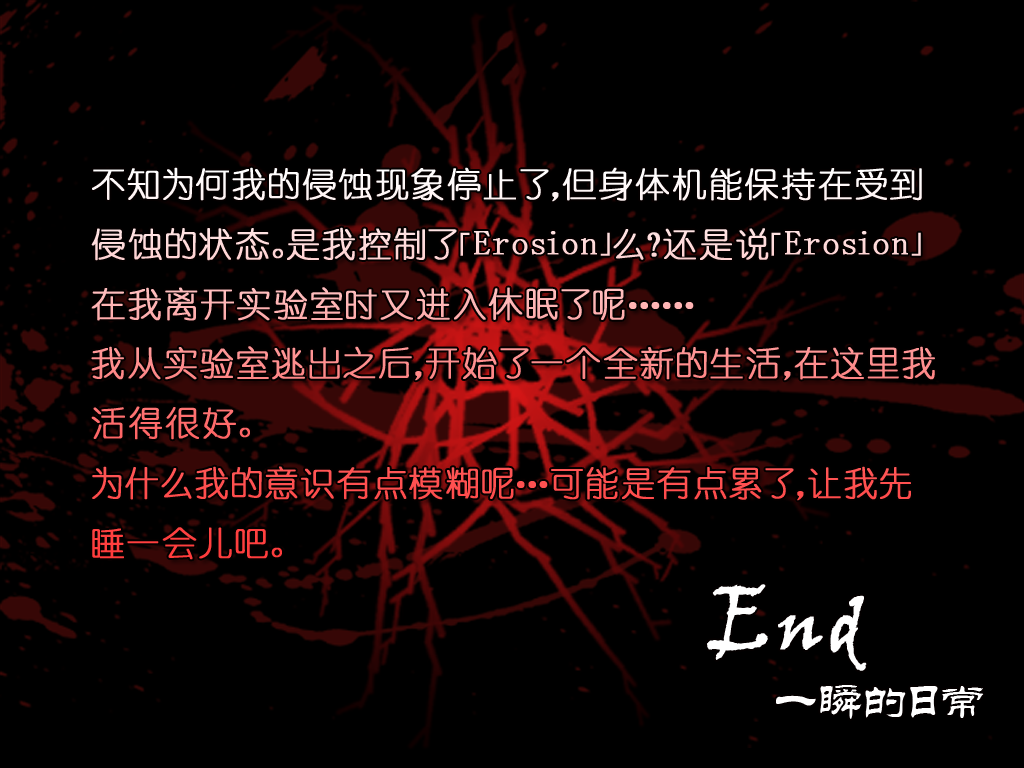 不知为何我的侵蚀现象停止了,但身体机能保持在受到
侵蚀的状态。是我控制了「Erosion」么?还是说「Erosion」
在我离开实验室时又进入休眠了呢……
我从实验室逃出之后,开始了一个全新的生活,在这里我
活得很好。
为什么我的意识有点模糊呢…可能是有点累了,让我先
睡一会儿吧。
End
一瞬的日常